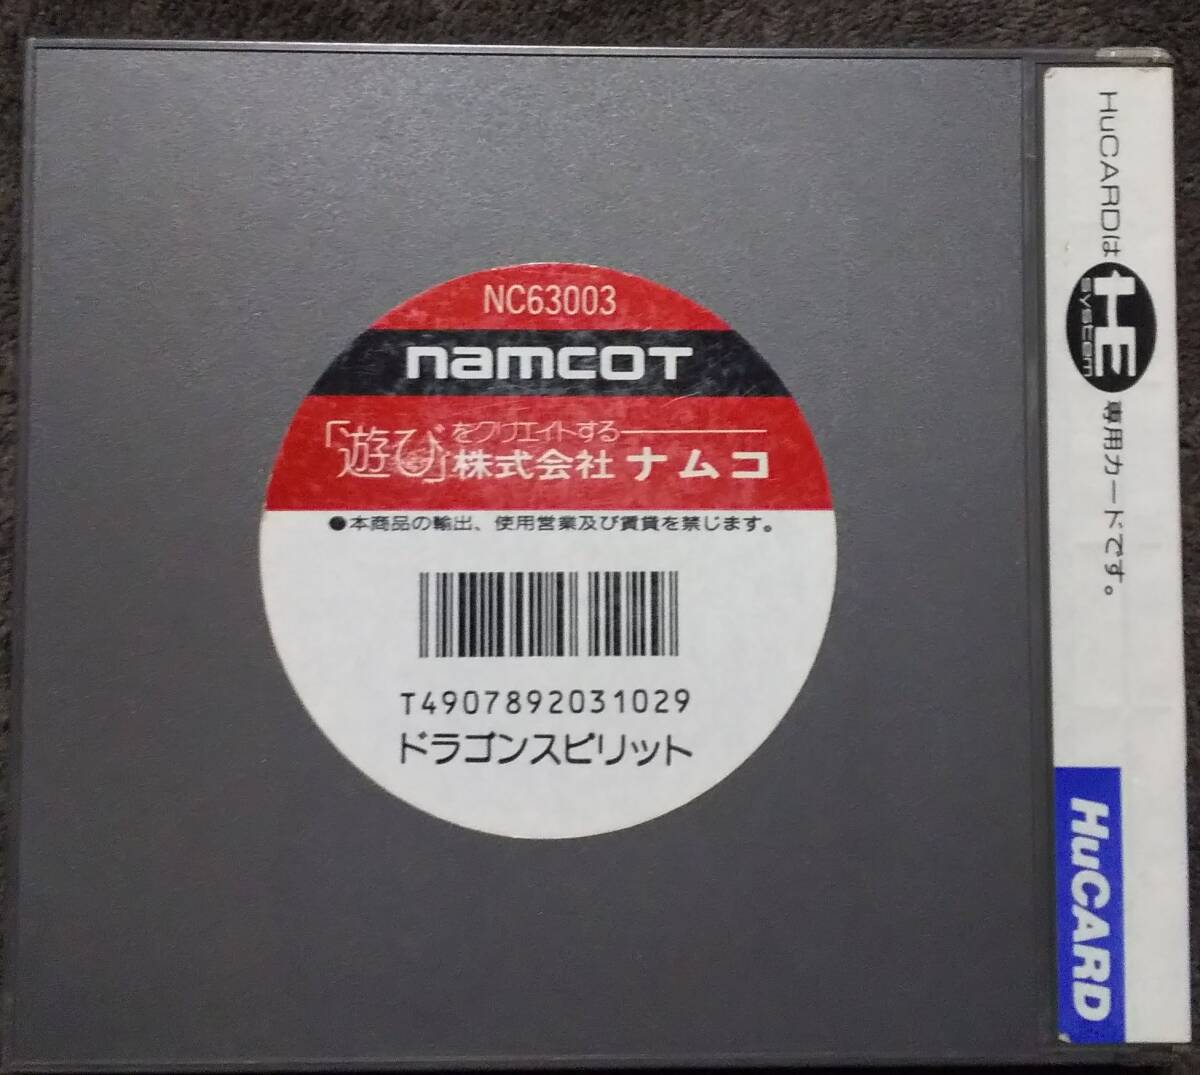 NC63003
namcoT
「遊び」をクリエイトする
株式会社 ナムコ
●本商品の輸出、使用営業及び賃貸を禁じます。
T4907892031029
ドラゴンスピリット
HuCARDは HE system 専用カードです。
HuCARD